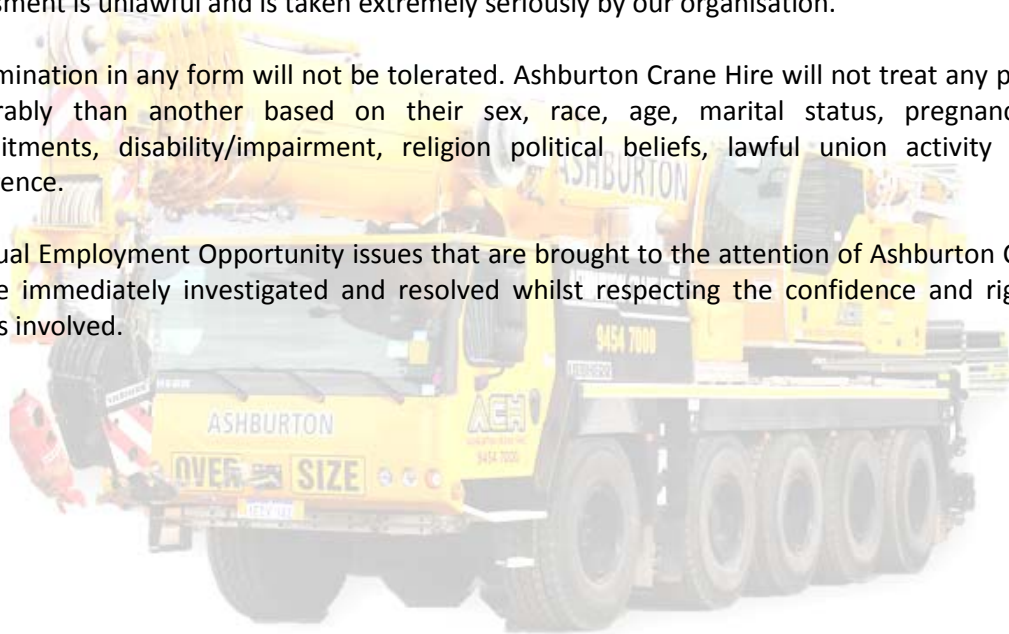 sment is unlawful and is taken extremely seriously by our organisation.
mination in any form will not be tolerated. Ashburton Crane Hire will not treat any p
rably than another based on their sex, race, age, marital status, pregnanc
itments, disability/impairment, religion political beliefs, lawful union activity
ence.
ual Employment Opportunity issues that are brought to the attention of Ashburton C
e immediately investigated and resolved whilst respecting the confidence and rig
s involved.
ASHBURTON
9454 7000
LIEBHERR
ACH
ASHBURTON
ACH
9454 7000
OVER SIZE